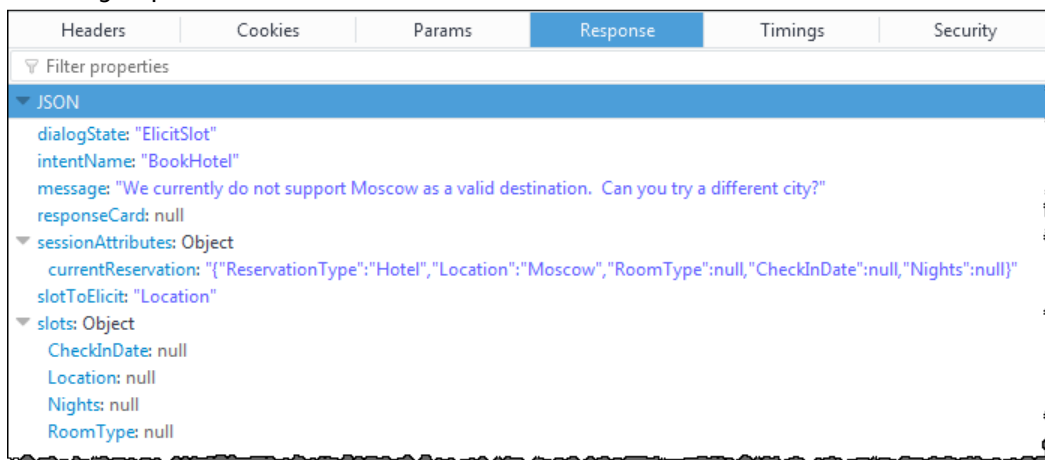 Headers Cookies Params Response Timings Security
Filter properties
JSON
dialogState: "ElicitSlot"
intentName: "BookHotel"
message: "We currently do not support Moscow as a valid destination.  Can you try a different city?"
responseCard: null
sessionAttributes: Object
currentReservation: "{"ReservationType":"Hotel","Location":"Moscow","RoomType":null,"CheckInDate":null,"Nights":null}"
slotToElicit: "Location"
slots: Object
CheckInDate: null
Location: null
Nights: null
RoomType: null